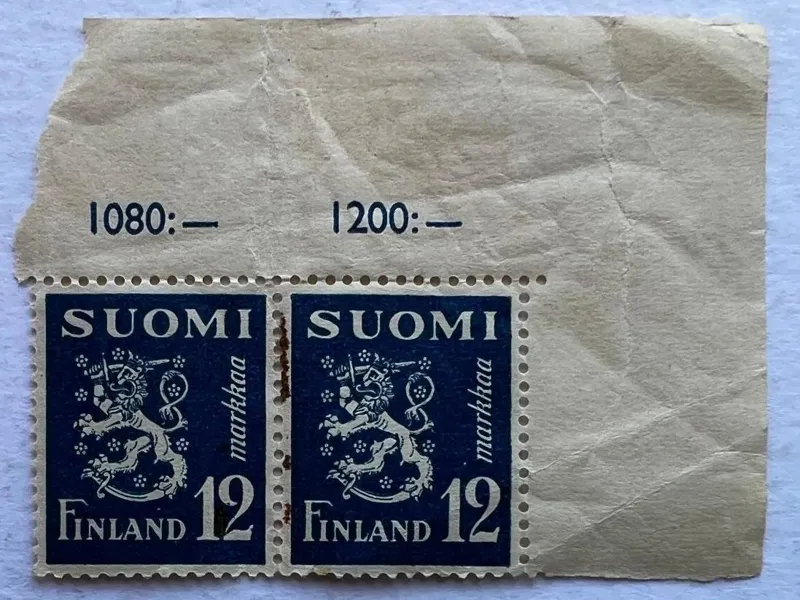 1080:— 1200:—
SUOMI
markkaa
FINLAND 12
SUOMI
markkaa
FINLAND 12